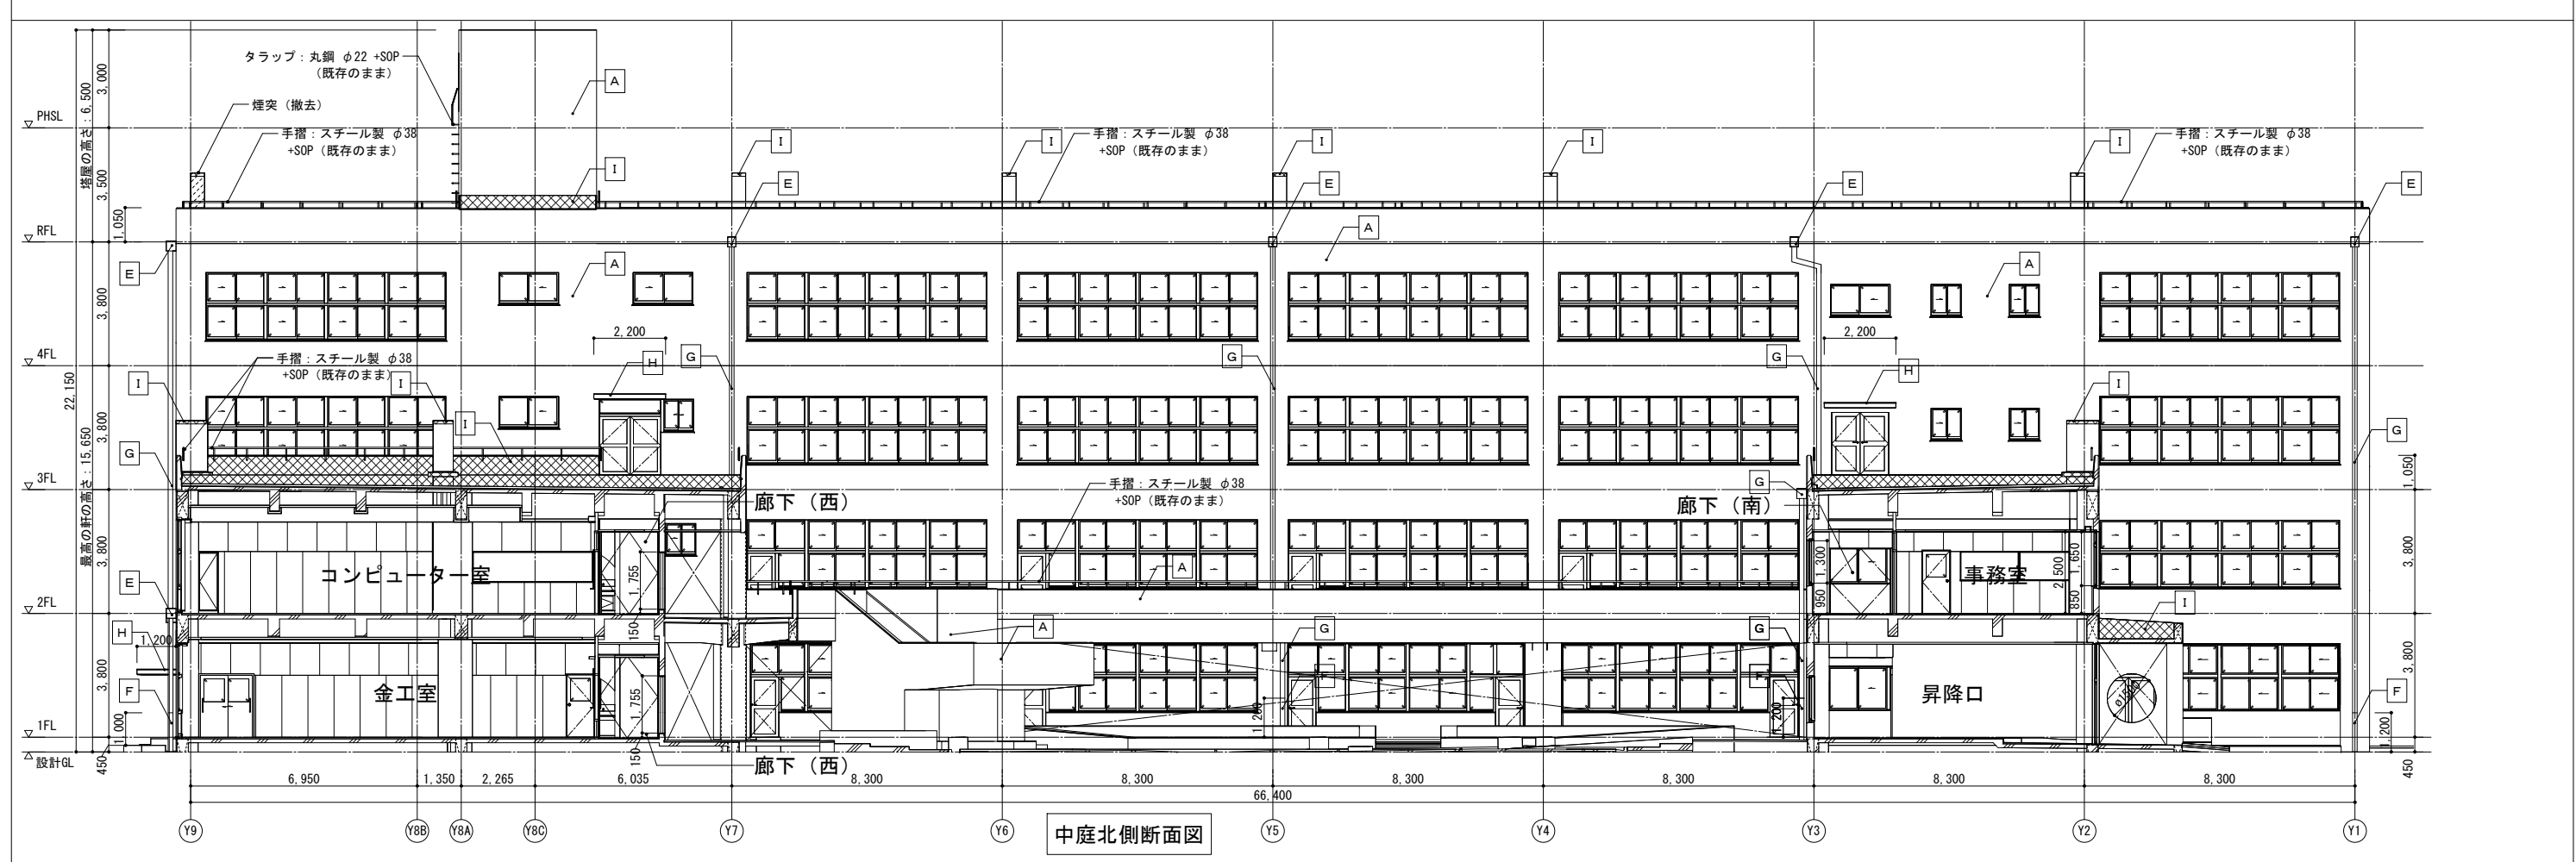 タラップ：丸鋼 φ22 +SOP
（既存のまま）
A
煙突（撤去）
PHSL
手摺：スチール製 φ38
+SOP（既存のまま）
I
I
手摺：スチール製 φ38
+SOP（既存のまま）
I
I
I
手摺：スチール製 φ38
+SOP（既存のまま）
I
I
E
E
E
E
3,000
塔屋の高さ：6,500
3,500
1,050
RFL
A
E
A
A
3,800
2,200
2,200
4FL
手摺：スチール製 φ38
+SOP（既存のまま）
H
G
G
G
H
22,150
I
I
I
I
最高の軒の高さ：15,650
3,800
G
G
3FL
1,050
手摺：スチール製 φ38
+SOP（既存のまま）
G
廊下（西）
廊下（南）
3,800
コンピューター室
1,755
150
A
1,300
950
事務室
2,500
1,650
850
3,800
E
2FL
H
1,200
A
G
G
I
3,800
F
金工室
1,755
150
F
1,200
F
1,200
昇降口
3,800
F
1,000
1FL
設計GL
450
廊下（西）
1,200
450
6,950
1,350
2,265
6,035
8,300
8,300
8,300
8,300
8,300
8,300
66,400
Y9
Y8B
Y8A
Y8C
Y7
Y6
Y5
Y4
Y3
Y2
Y1
中庭北側断面図